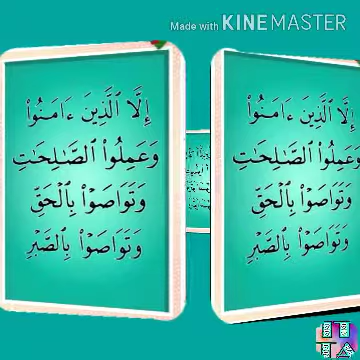 Made with KINEMASTER
إِلَّا ٱلَّذِينَ ءَامَنُوا۟
وَعَمِلُوا۟ ٱلصَّـٰلِحَـٰتِ
وَتَوَاصَوْا۟ بِٱلْحَقِّ
وَتَوَاصَوْا۟ بِٱلصَّبْرِ
إِلَّا ٱلَّذِينَ ءَامَنُوا۟
وَعَمِلُوا۟ ٱلصَّـٰلِحَـٰتِ
وَتَوَاصَوْا۟ بِٱلْحَقِّ
وَتَوَاصَوْا۟ بِٱلصَّبْرِ